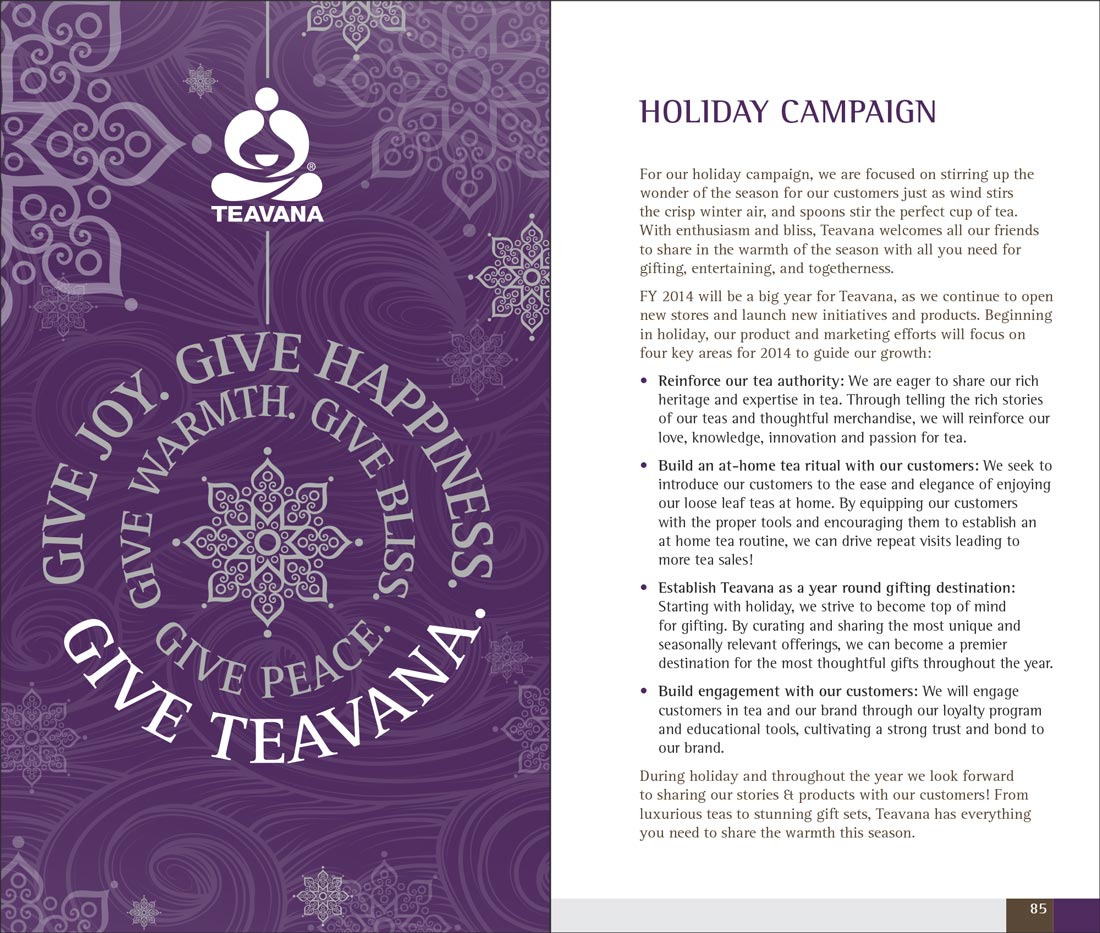 ®
TEAVANA
GIVE JOY. GIVE HAPPINESS.
GIVE WARMTH. GIVE BLISS.
GIVE PEACE.
GIVE TEAVANA.
HOLIDAY CAMPAIGN
For our holiday campaign, we are focused on stirring up the
wonder of the season for our customers just as wind stirs
the crisp winter air, and spoons stir the perfect cup of tea.
With enthusiasm and bliss, Teavana welcomes all our friends
to share in the warmth of the season with all you need for
gifting, entertaining, and togetherness.
FY 2014 will be a big year for Teavana, as we continue to open
new stores and launch new initiatives and products. Beginning
in holiday, our product and marketing efforts will focus on
four key areas for 2014 to guide our growth:
• Reinforce our tea authority: We are eager to share our rich
heritage and expertise in tea. Through telling the rich stories
of our teas and thoughtful merchandise, we will reinforce our
love, knowledge, innovation and passion for tea.
• Build an at-home tea ritual with our customers: We seek to
introduce our customers to the ease and elegance of enjoying
our loose leaf teas at home. By equipping our customers
with the proper tools and encouraging them to establish an
at home tea routine, we can drive repeat visits leading to
more tea sales!
• Establish Teavana as a year round gifting destination:
Starting with holiday, we strive to become top of mind
for gifting. By curating and sharing the most unique and
seasonally relevant offerings, we can become a premier
destination for the most thoughtful gifts throughout the year.
• Build engagement with our customers: We will engage
customers in tea and our brand through our loyalty program
and educational tools, cultivating a strong trust and bond to
our brand.
During holiday and throughout the year we look forward
to sharing our stories & products with our customers! From
luxurious teas to stunning gift sets, Teavana has everything
you need to share the warmth this season.
85